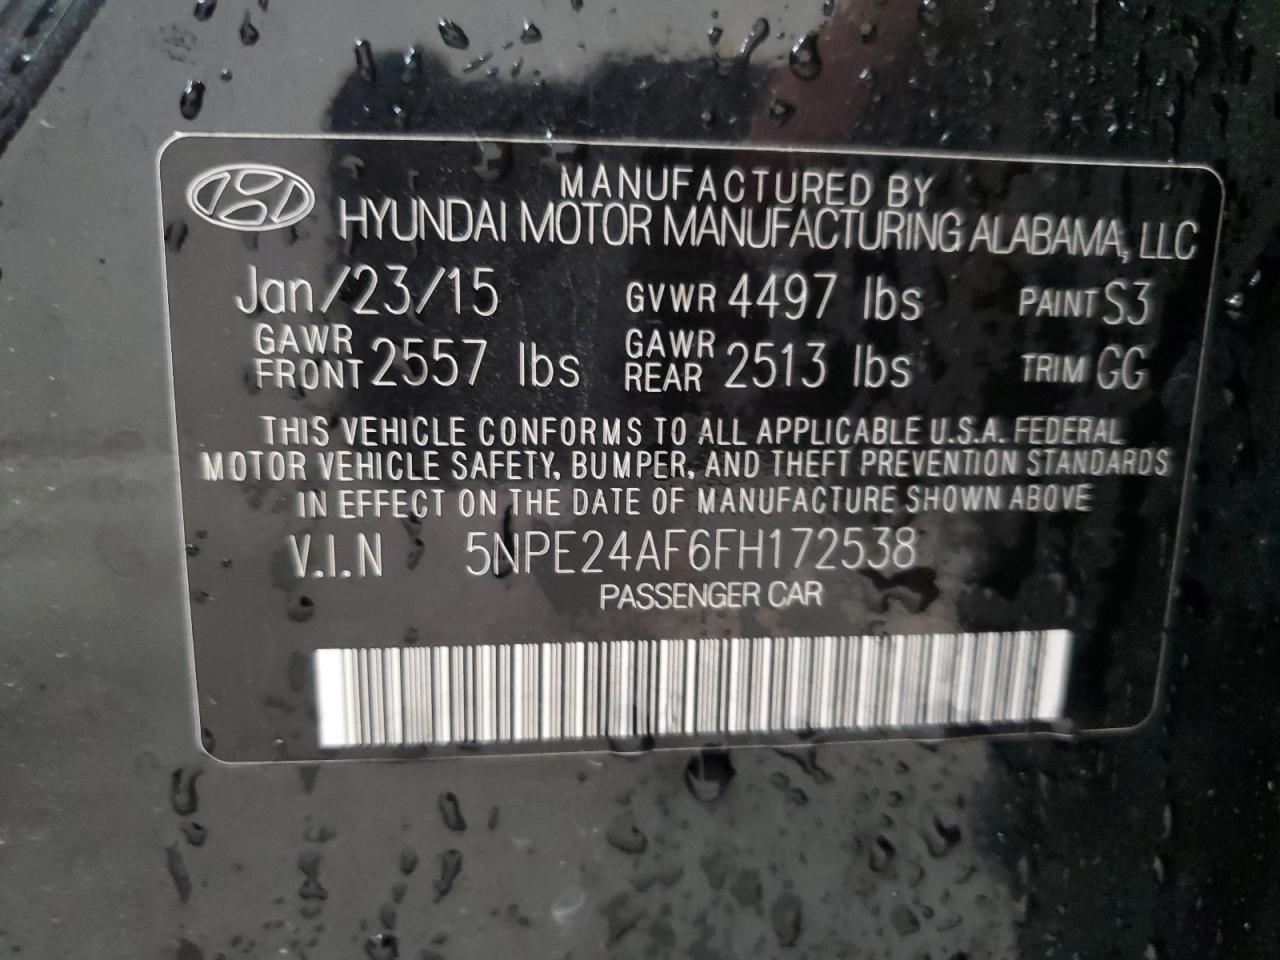 MANUFACTURED BY
HYUNDAI MOTOR MANUFACTURING ALABAMA, LLC
Jan/23/15 GVWR 4497 lbs PAINT S3
GAWR FRONT 2557 lbs GAWR REAR 2513 lbs TRIM GG
THIS VEHICLE CONFORMS TO ALL APPLICABLE U.S.A. FEDERAL
MOTOR VEHICLE SAFETY, BUMPER, AND THEFT PREVENTION STANDARDS
IN EFFECT ON THE DATE OF MANUFACTURE SHOWN ABOVE
V.I.N 5NPE24AF6FH172538
PASSENGER CAR